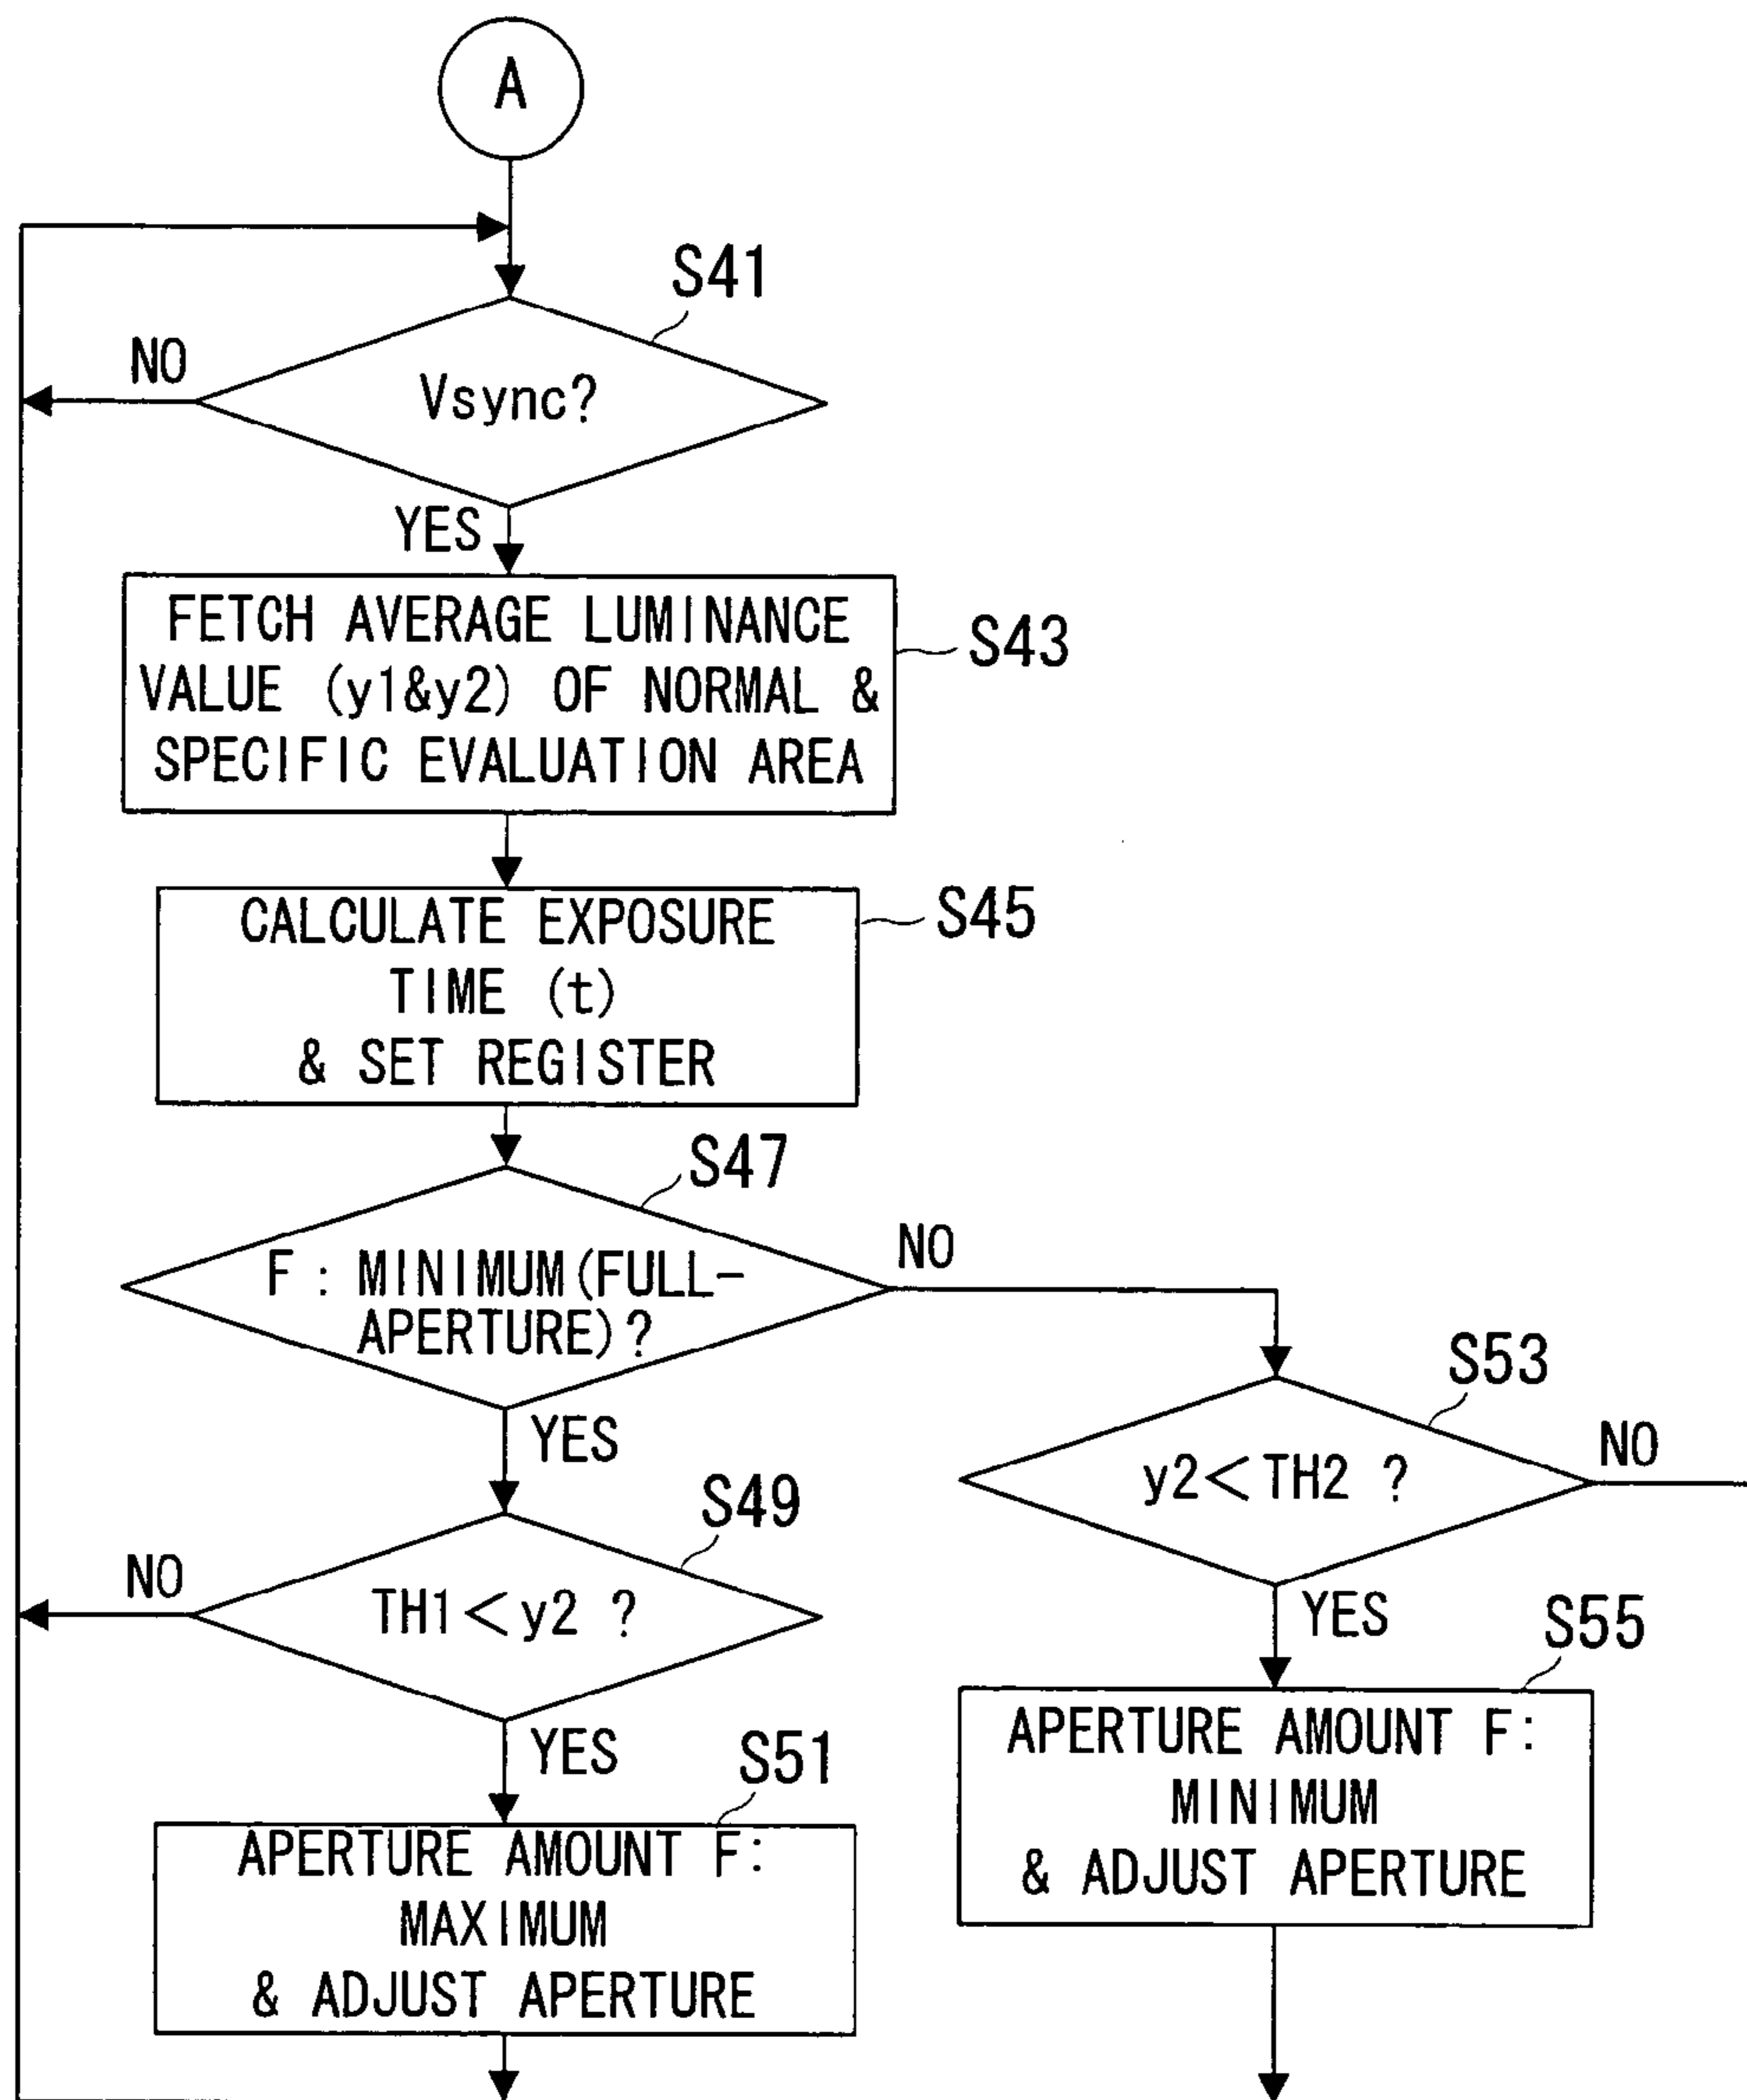 A
S41
NO
Vsync?
YES
FETCH AVERAGE LUMINANCE
VALUE (y1&y2) OF NORMAL &
SPECIFIC EVALUATION AREA
S43
CALCULATE EXPOSURE
TIME (t)
& SET REGISTER
S45
S47
F : MINIMUM(FULL-
APERTURE)?
NO
YES
S53
y2<TH2 ?
NO
S49
NO
TH1<y2 ?
YES
S55
YES
S51
APERTURE AMOUNT F:
MINIMUM
& ADJUST APERTURE
APERTURE AMOUNT F:
MAXIMUM
& ADJUST APERTURE